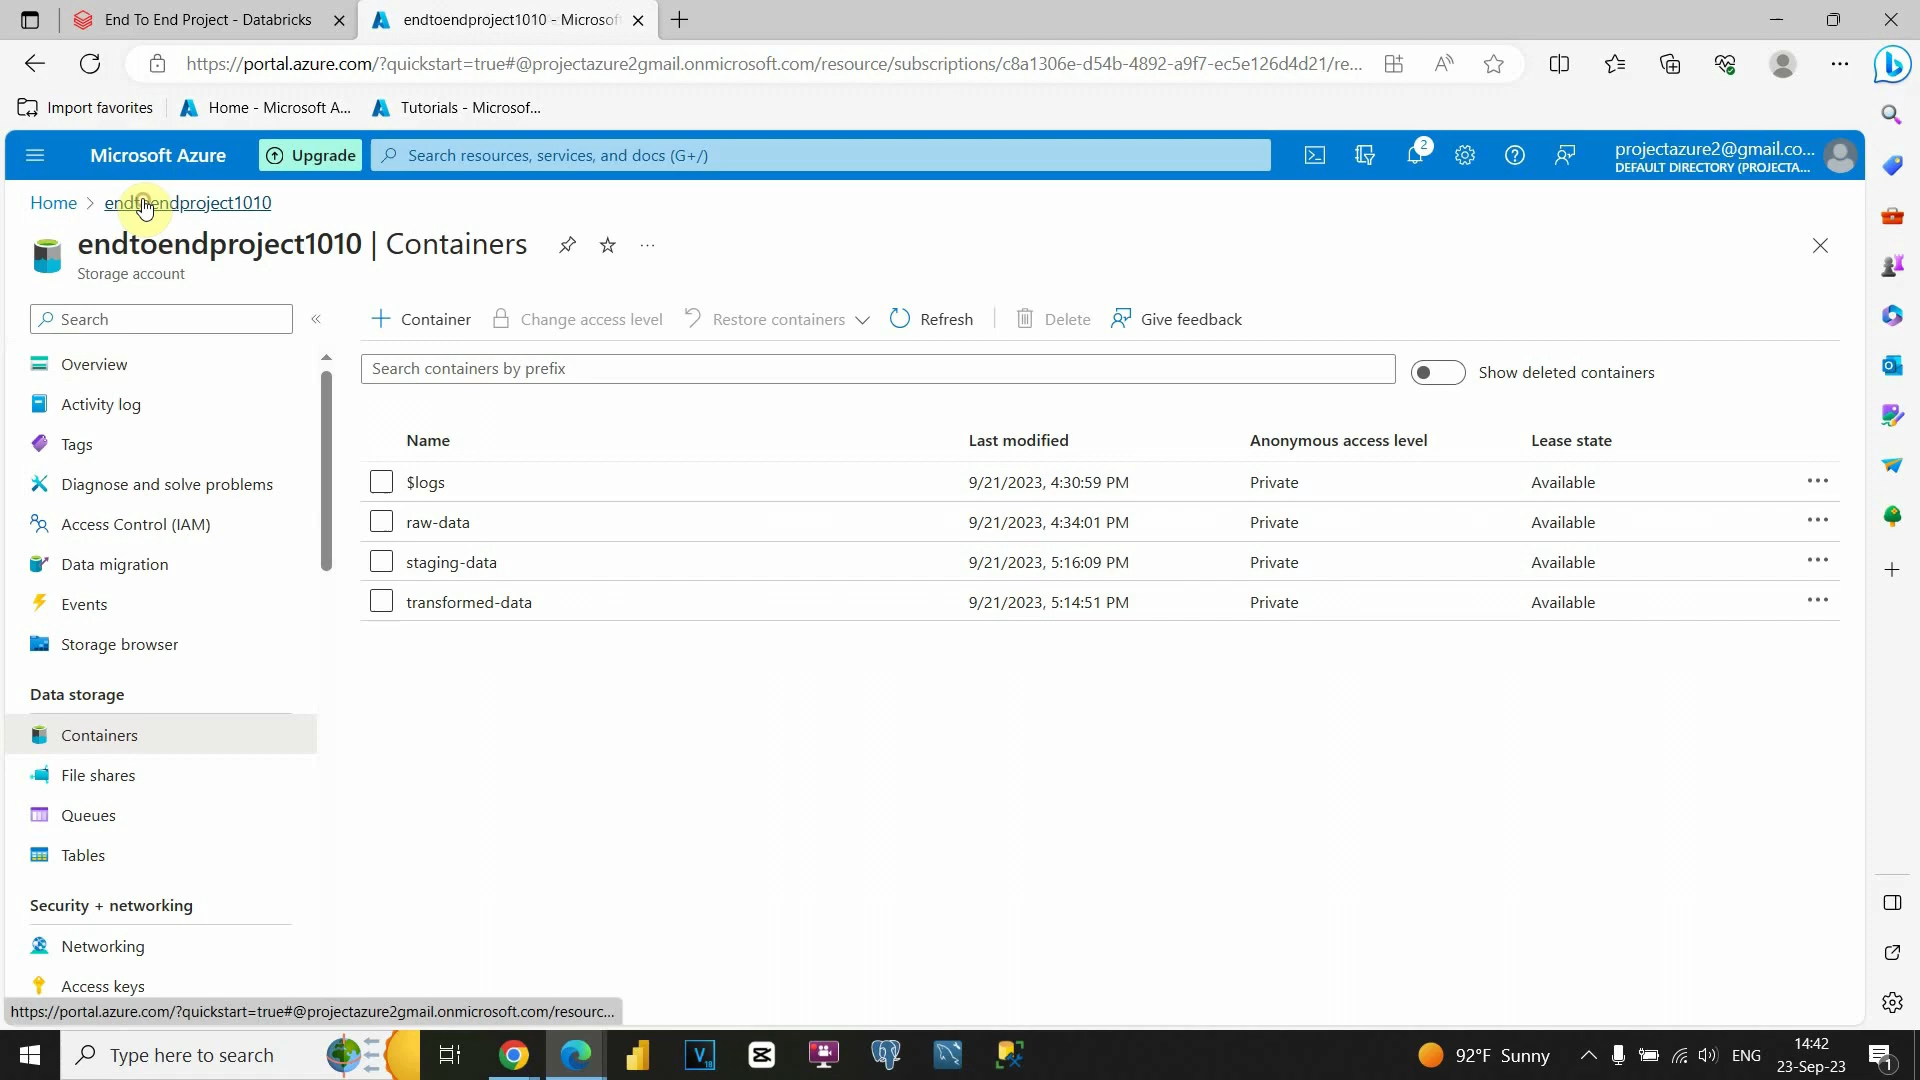 End To End Project - Databricks
endtoendproject1010 - Microsof
https://portal.azure.com/?quickstart=true#@projectazure2gmail.onmicrosoft.com/resource/subscriptions/c8a1306e-d54b-4892-a9f7-ec5e126d4d21/re...
Import favorites
Home - Microsoft A...
Tutorials - Microsof...
Microsoft Azure
Upgrade
Search resources, services, and docs (G+/)
2
projectazure2@gmail.co...
DEFAULT DIRECTORY (PROJECTA...
Home > endtoendproject1010
endtoendproject1010 | Containers
Storage account
Search
Container
Change access level
Restore containers
Refresh
Delete
Give feedback
Search containers by prefix
Show deleted containers
Overview
Activity log
Tags
Diagnose and solve problems
Access Control (IAM)
Data migration
Events
Storage browser
Data storage
Containers
File shares
Queues
Tables
Security + networking
Networking
Access keys
Name Last modified Anonymous access level Lease state
$logs 9/21/2023, 4:30:59 PM Private Available
raw-data 9/21/2023, 4:34:01 PM Private Available
staging-data 9/21/2023, 5:16:09 PM Private Available
transformed-data 9/21/2023, 5:14:51 PM Private Available
https://portal.azure.com/?quickstart=true#@projectazure2gmail.onmicrosoft.com/resourc...
Type here to search
92°F Sunny
ENG
14:42
23-Sep-23
1